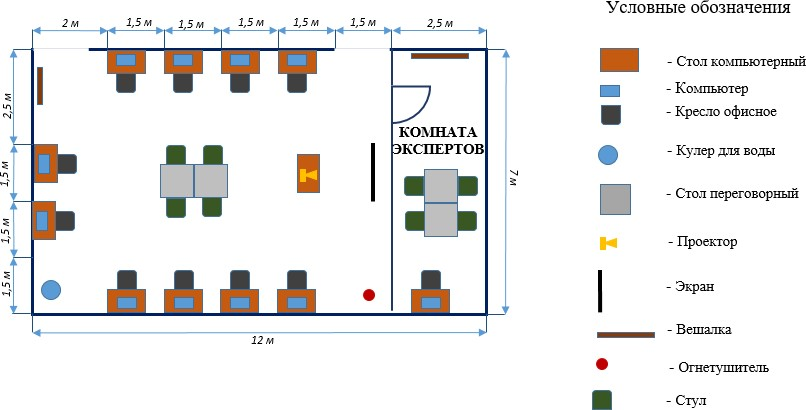 Условные обозначения
2 м
1,5 м
1,5 м
1,5 м
1,5 м
1,5 м
2,5 м
2,5 м
1,5 м
1,5 м
1,5 м
7 м
12 м
КОМНАТА
ЭКСПЕРТОВ
- Стол компьютерный
- Компьютер
- Кресло офисное
- Кулер для воды
- Стол переговорный
- Проектор
- Экран
- Вешалка
- Огнетушитель
- Стул